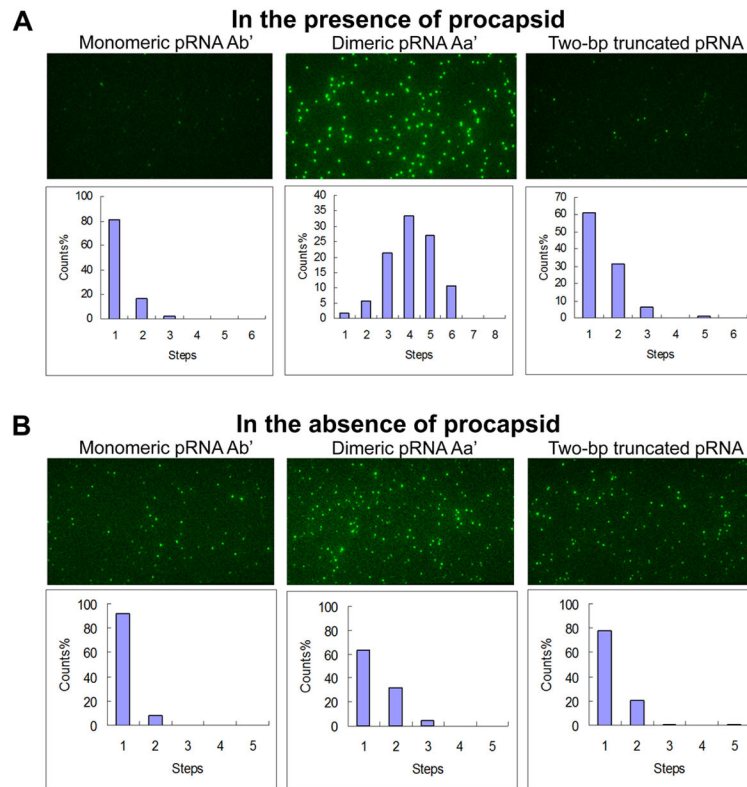 A
In the presence of procapsid
Monomeric pRNA Ab’
Dimeric pRNA Aa’
Two-bp truncated pRNA
Counts%
100
80
60
40
20
0
1 2 3 4 5 6
Steps
Counts%
40
35
30
25
20
15
10
5
0
1 2 3 4 5 6 7 8
Steps
Counts%
70
60
50
40
30
20
10
0
1 2 3 4 5 6
Steps
B
In the absence of procapsid
Monomeric pRNA Ab’
Dimeric pRNA Aa’
Two-bp truncated pRNA
Counts%
100
80
60
40
20
0
1 2 3 4 5
Steps
Counts%
100
80
60
40
20
0
1 2 3 4 5
Steps
Counts%
100
80
60
40
20
0
1 2 3 4 5
Steps